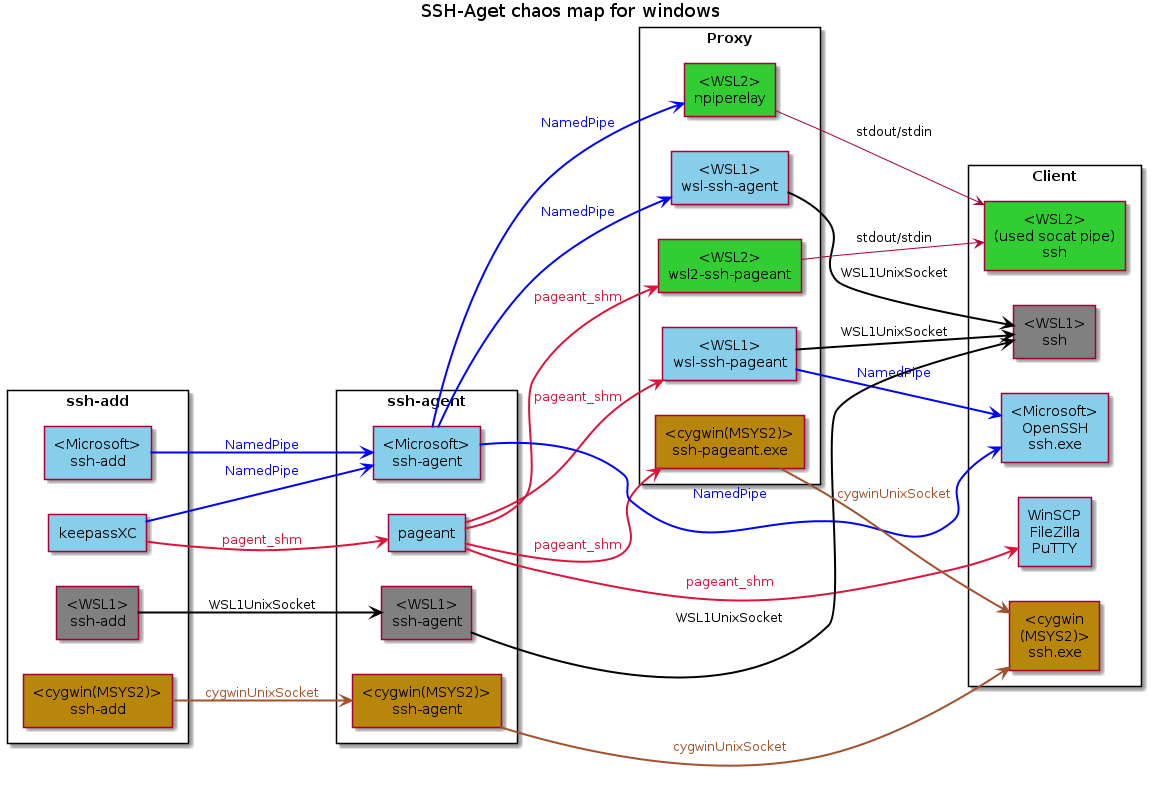 SSH-Aget chaos map for windows
ssh-add
<Microsoft>
ssh-add
keepassXC
<WSL1>
ssh-add
<cygwin(MSYS2)>
ssh-add
NamedPipe
NamedPipe
pagent_shm
WSL1UnixSocket
cygwinUnixSocket
ssh-agent
<Microsoft>
ssh-agent
pageant
<WSL1>
ssh-agent
<cygwin(MSYS2)>
ssh-agent
NamedPipe
NamedPipe
pageant_shm
pageant_shm
pageant_shm
NamedPipe
pageant_shm
WSL1UnixSocket
cygwinUnixSocket
Proxy
<WSL2>
npiperelay
<WSL1>
wsl-ssh-agent
<WSL2>
wsl2-ssh-pageant
<WSL1>
wsl-ssh-pageant
<cygwin(MSYS2)>
ssh-pageant.exe
stdout/stdin
stdout/stdin
WSL1UnixSocket
WSL1UnixSocket
NamedPipe
cygwinUnixSocket
Client
<WSL2>
(used socat pipe)
ssh
<WSL1>
ssh
<Microsoft>
OpenSSH
ssh.exe
WinSCP
FileZilla
PuTTY
<cygwin
(MSYS2)>
ssh.exe